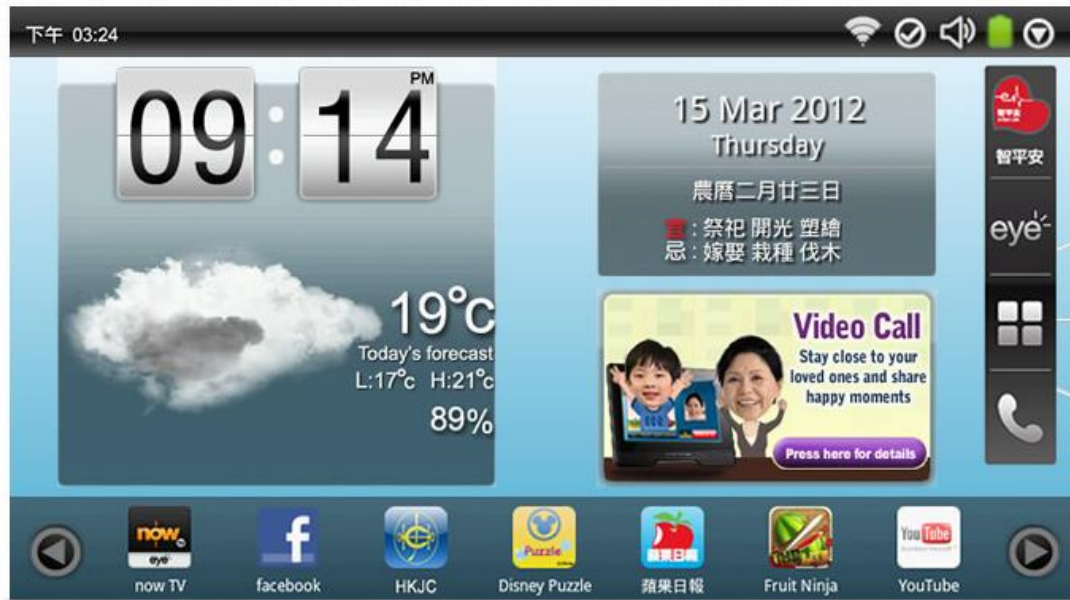 下午 03:24
09:14
PM
19°C
Today's forecast
L:17°c H:21°c
89%
15 Mar 2012
Thursday
農曆二月廿三日
宜:祭祀 開光 塑繪
忌:嫁娶 栽種 伐木
Video Call
Stay close to your
loved ones and share
happy moments
Press here for details
智平安
eye
now
eye
now TV
facebook
HKJC
Puzzle
Disney Puzzle
蘋果日報
蘋果日報
Fruit Ninja
You Tube
YouTube